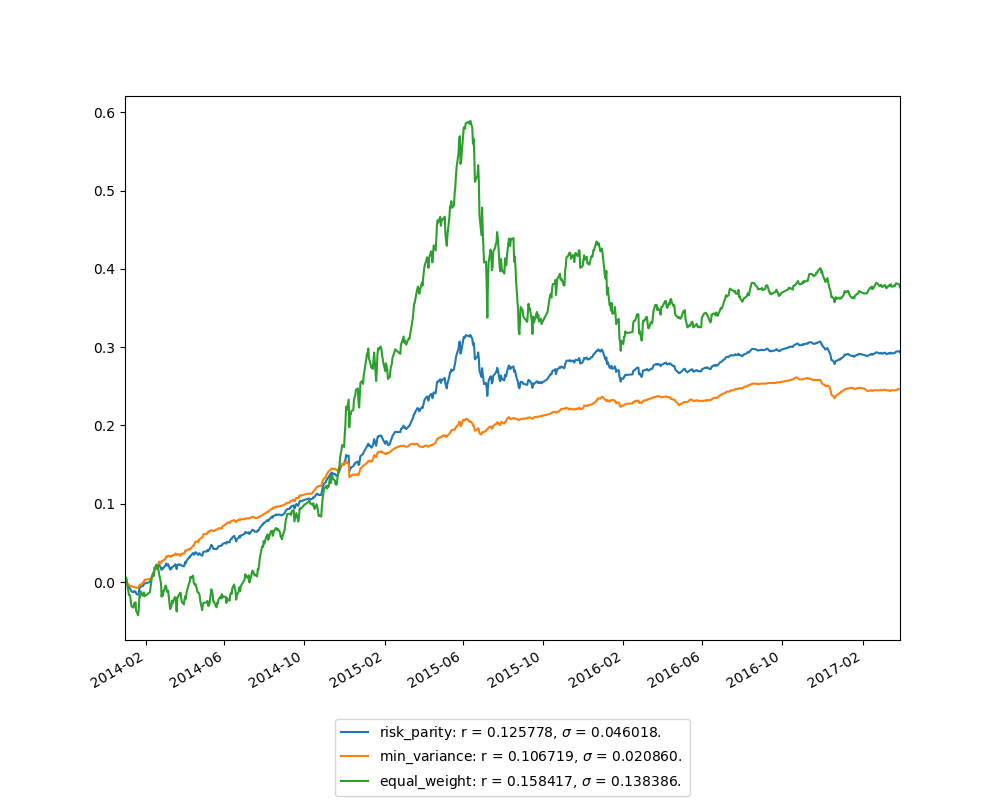 0.6
0.5
0.4
0.3
0.2
0.1
0.0
2014-02 2014-06 2014-10 2015-02 2015-06 2015-10 2016-02 2016-06 2016-10 2017-02
risk_parity: r = 0.125778, σ = 0.046018.
min_variance: r = 0.106719, σ = 0.020860.
equal_weight: r = 0.158417, σ = 0.138386.